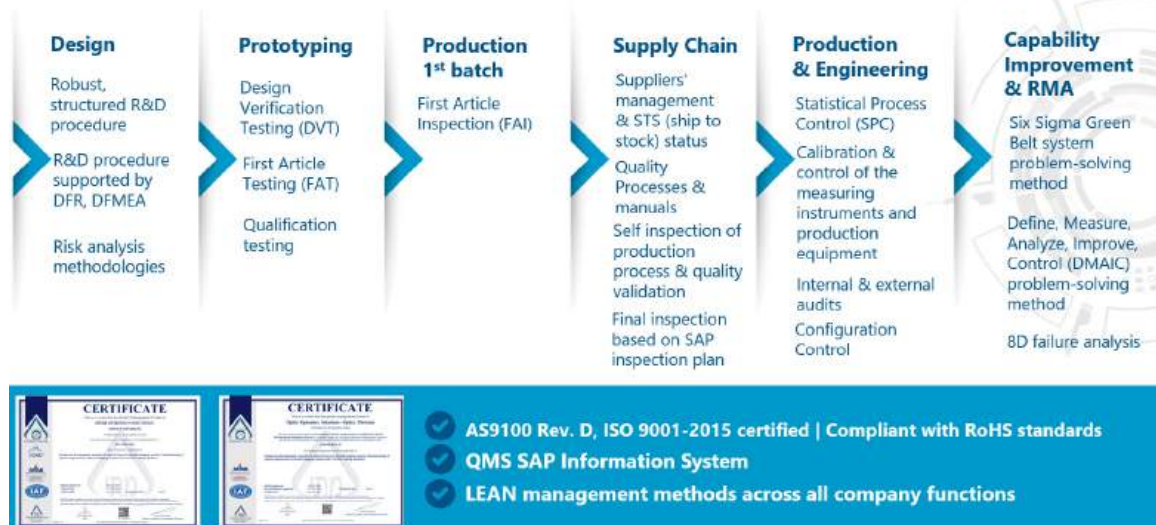 Design
Robust,
structured R&D
procedure
R&D procedure
supported by
DFR, DFMEA
Risk analysis
methodologies
Prototyping
Design
Verification
Testing (DVT)
First Article
Testing (FAT)
Qualification
testing
Production
1st batch
First Article
Inspection (FAI)
Supply Chain
Suppliers'
management
& STS (ship to
stock) status
Quality
Processes &
manuals
Self inspection of
production
process & quality
validation
Final inspection
based on SAP
inspection plan
Production
& Engineering
Statistical Process
Control (SPC)
Calibration &
control of the
measuring
instruments and
production
equipment
Internal & external
audits
Configuration
Control
Capability
Improvement
& RMA
Six Sigma Green
Belt system
problem-solving
method
Define, Measure,
Analyze, Improve,
Control (DMAIC)
problem-solving
method
8D failure analysis
CERTIFICATE
IAF
CERTIFICATE
IAF
AS9100 Rev. D, ISO 9001-2015 certified | Compliant with RoHS standards
QMS SAP Information System
LEAN management methods across all company functions